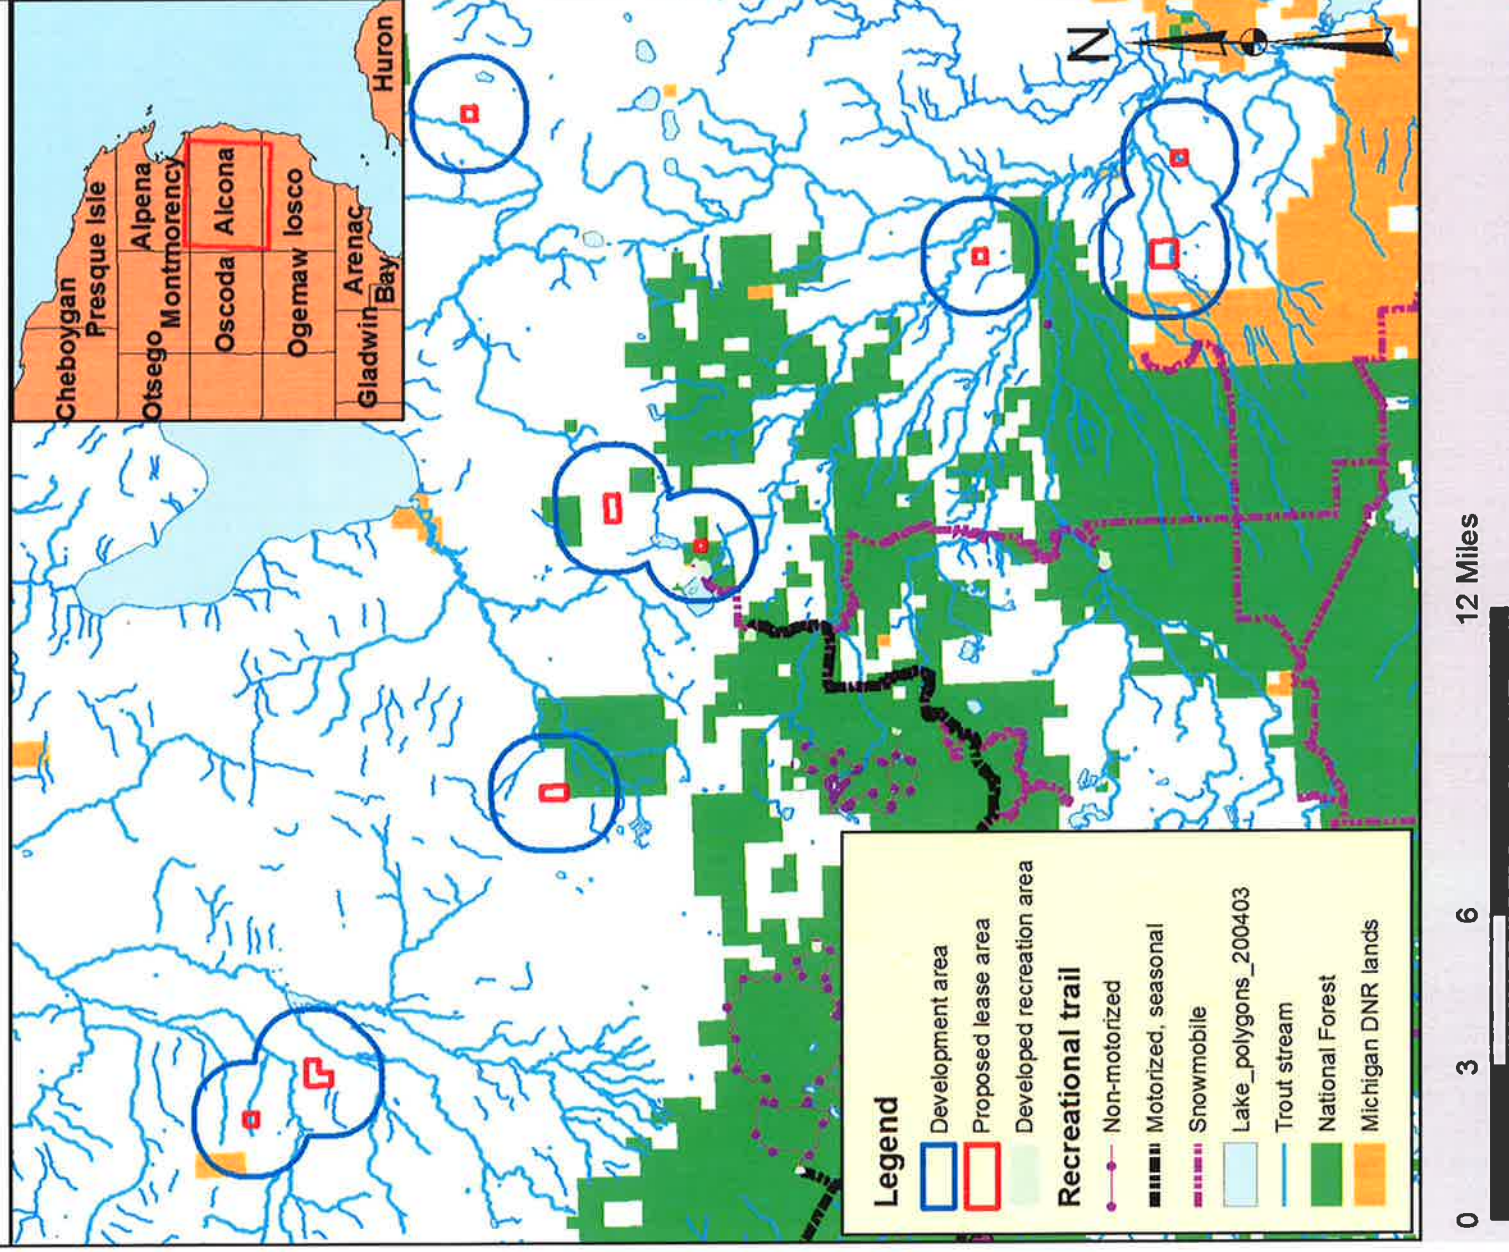 Cheboygan
Presque Isle
Otsego
Montmorency
Alpena
Oscoda
Alcona
Ogemaw
Iosco
Gladwin
Arenac
Bay
Huron
N
Legend
Development area
Proposed lease area
Developed recreation area
Recreational trail
Non-motorized
Motorized, seasonal
Snowmobile
Lake_polygons_200403
Trout stream
National Forest
Michigan DNR lands
0 3 6 12 Miles